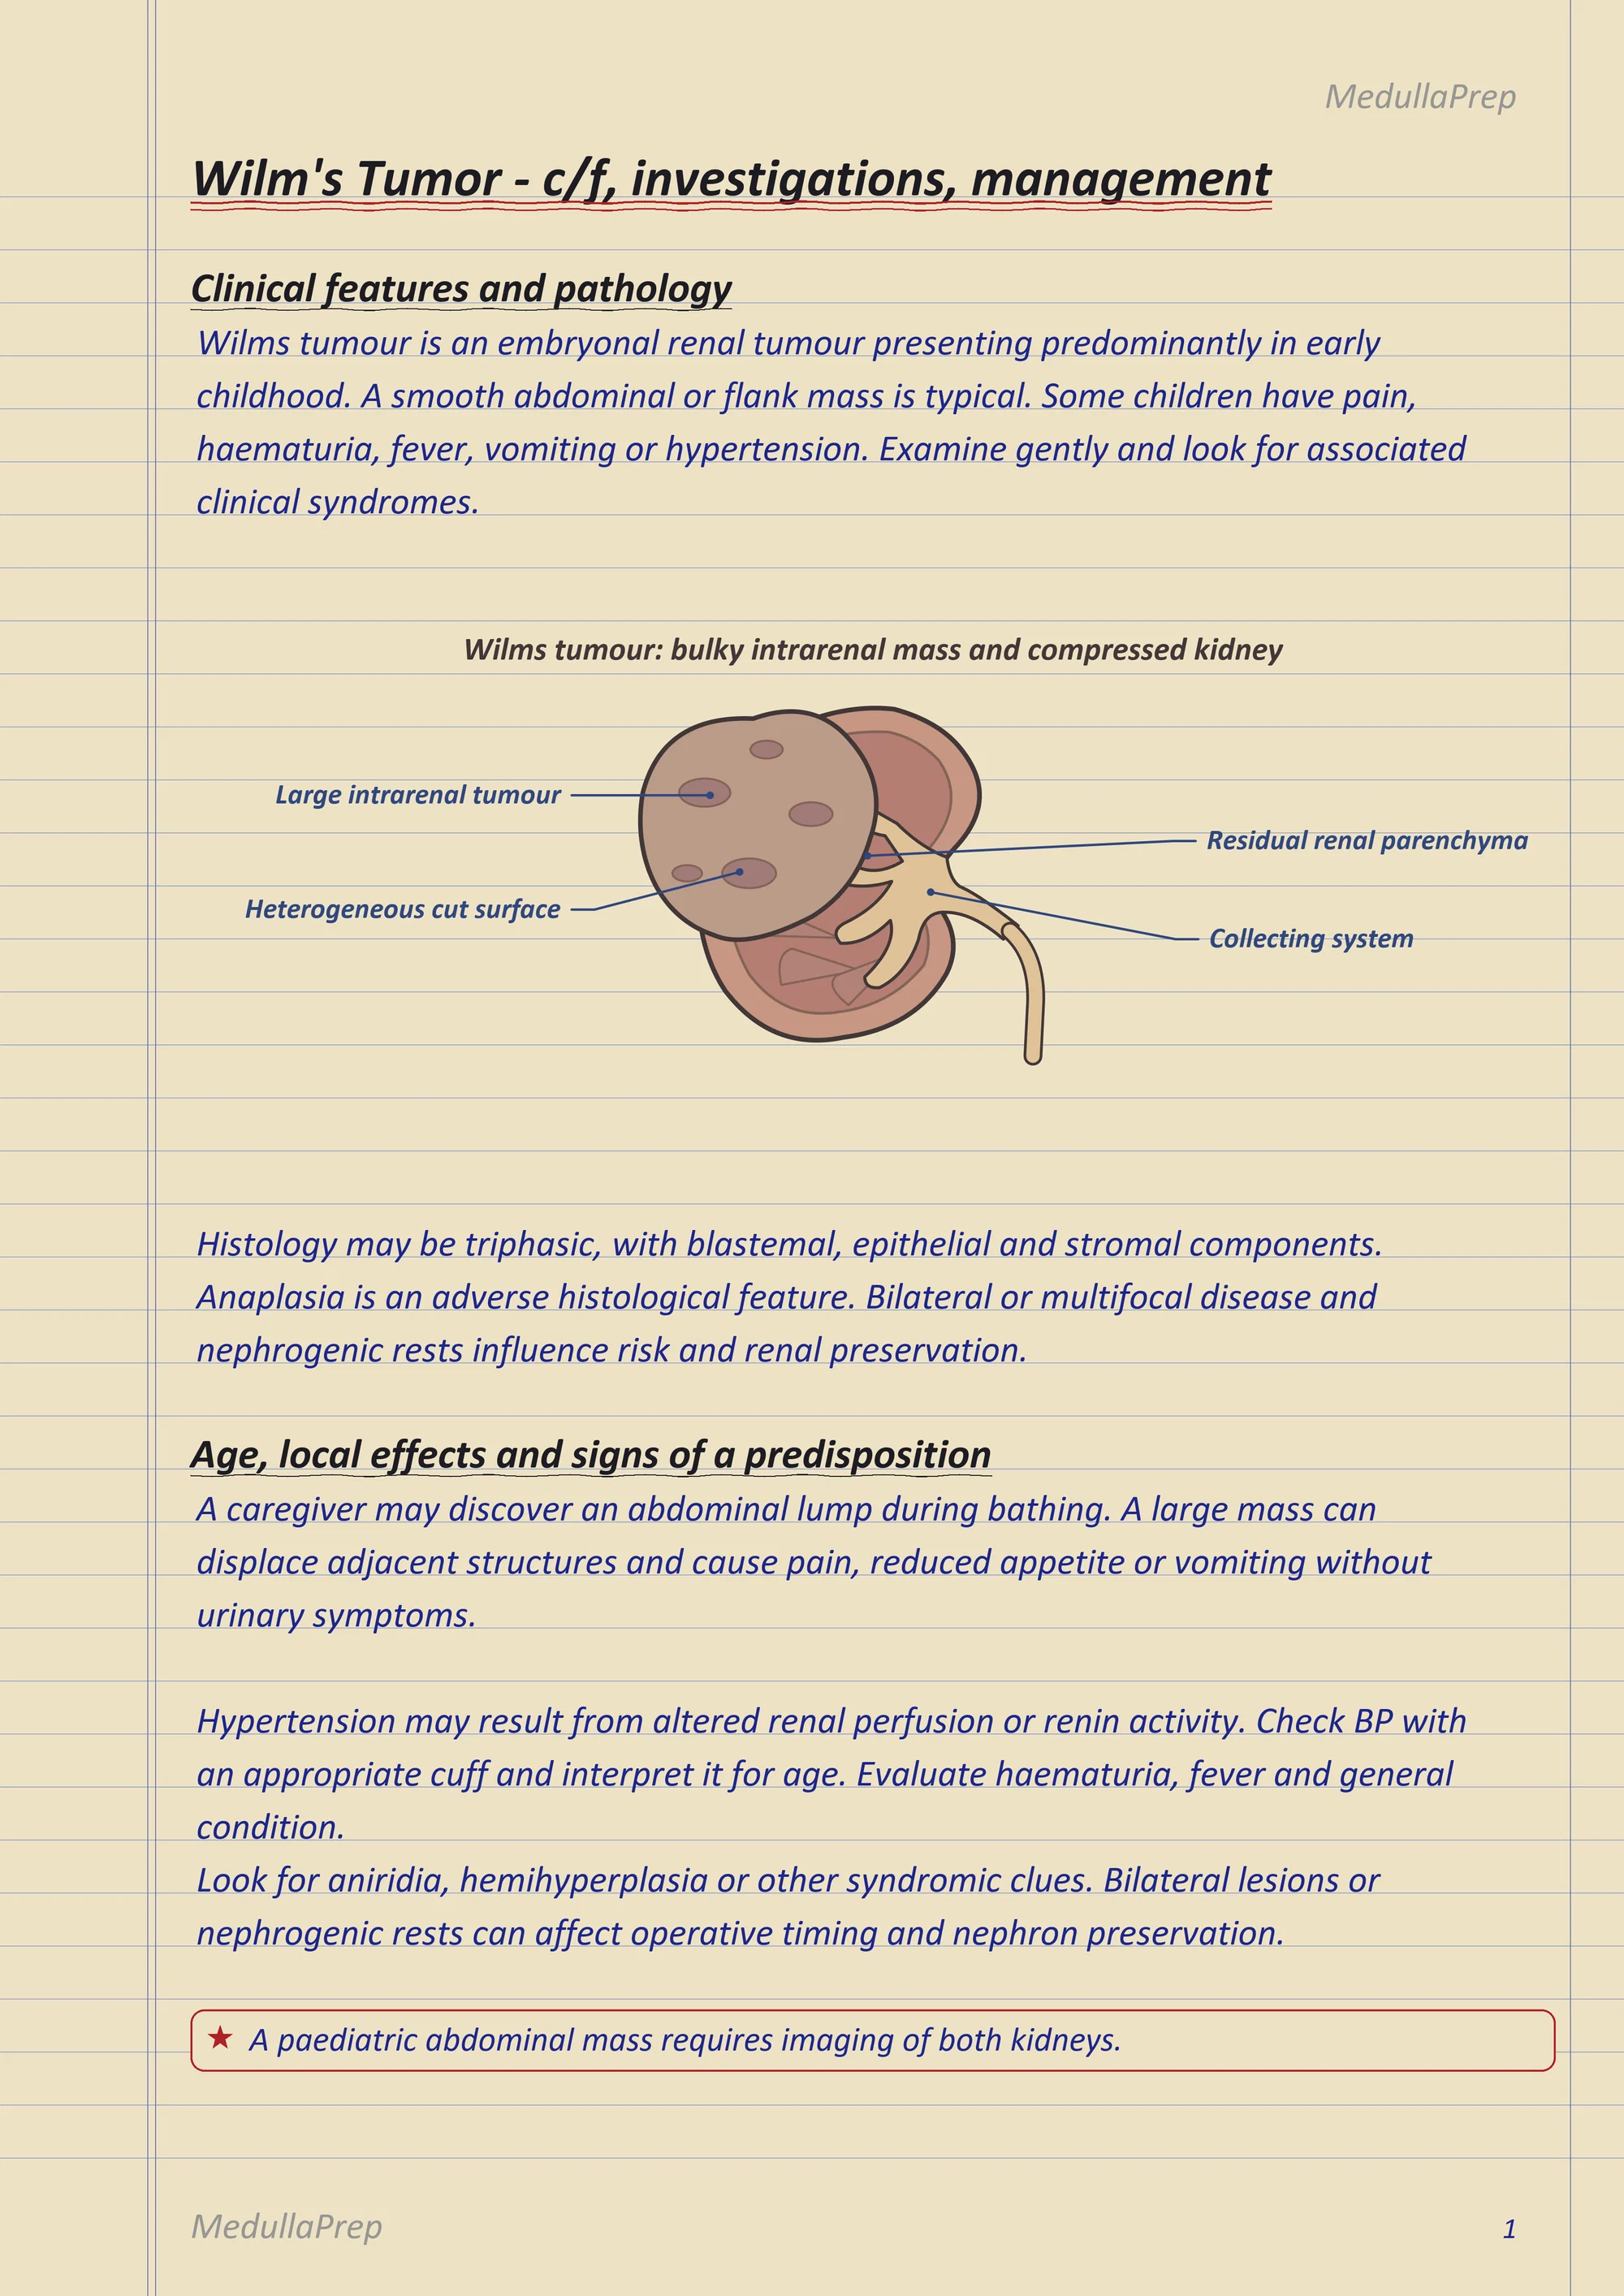 MedullaPrep
Wilm's Tumor - c/f, investigations, management
Clinical features and pathology
Wilms tumour is an embryonal renal tumour presenting predominantly in early
childhood. A smooth abdominal or flank mass is typical. Some children have pain,
haematuria, fever, vomiting or hypertension. Examine gently and look for associated
clinical syndromes.
Wilms tumour: bulky intrarenal mass and compressed kidney
Large intrarenal tumour
Residual renal parenchyma
Heterogeneous cut surface
Collecting system
Histology may be triphasic, with blastemal, epithelial and stromal components.
Anaplasia is an adverse histological feature. Bilateral or multifocal disease and
nephrogenic rests influence risk and renal preservation.
Age, local effects and signs of a predisposition
A caregiver may discover an abdominal lump during bathing. A large mass can
displace adjacent structures and cause pain, reduced appetite or vomiting without
urinary symptoms.
Hypertension may result from altered renal perfusion or renin activity. Check BP with
an appropriate cuff and interpret it for age. Evaluate haematuria, fever and general
condition.
Look for aniridia, hemihyperplasia or other syndromic clues. Bilateral lesions or
nephrogenic rests can affect operative timing and nephron preservation.
★ A paediatric abdominal mass requires imaging of both kidneys.
MedullaPrep
1